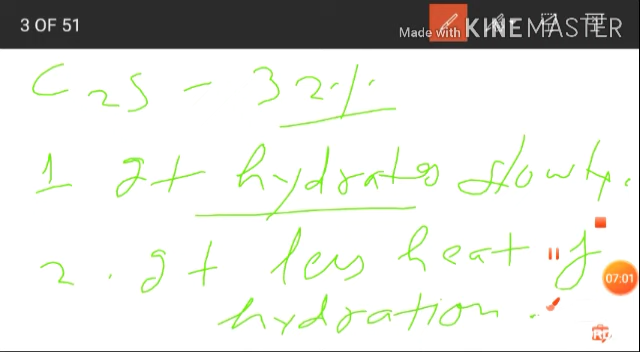 3 OF 51
Made with KINEMASTER
C2S - 32%
1 It hydrates slowly.
2. It less heat of
07:01
hydration.